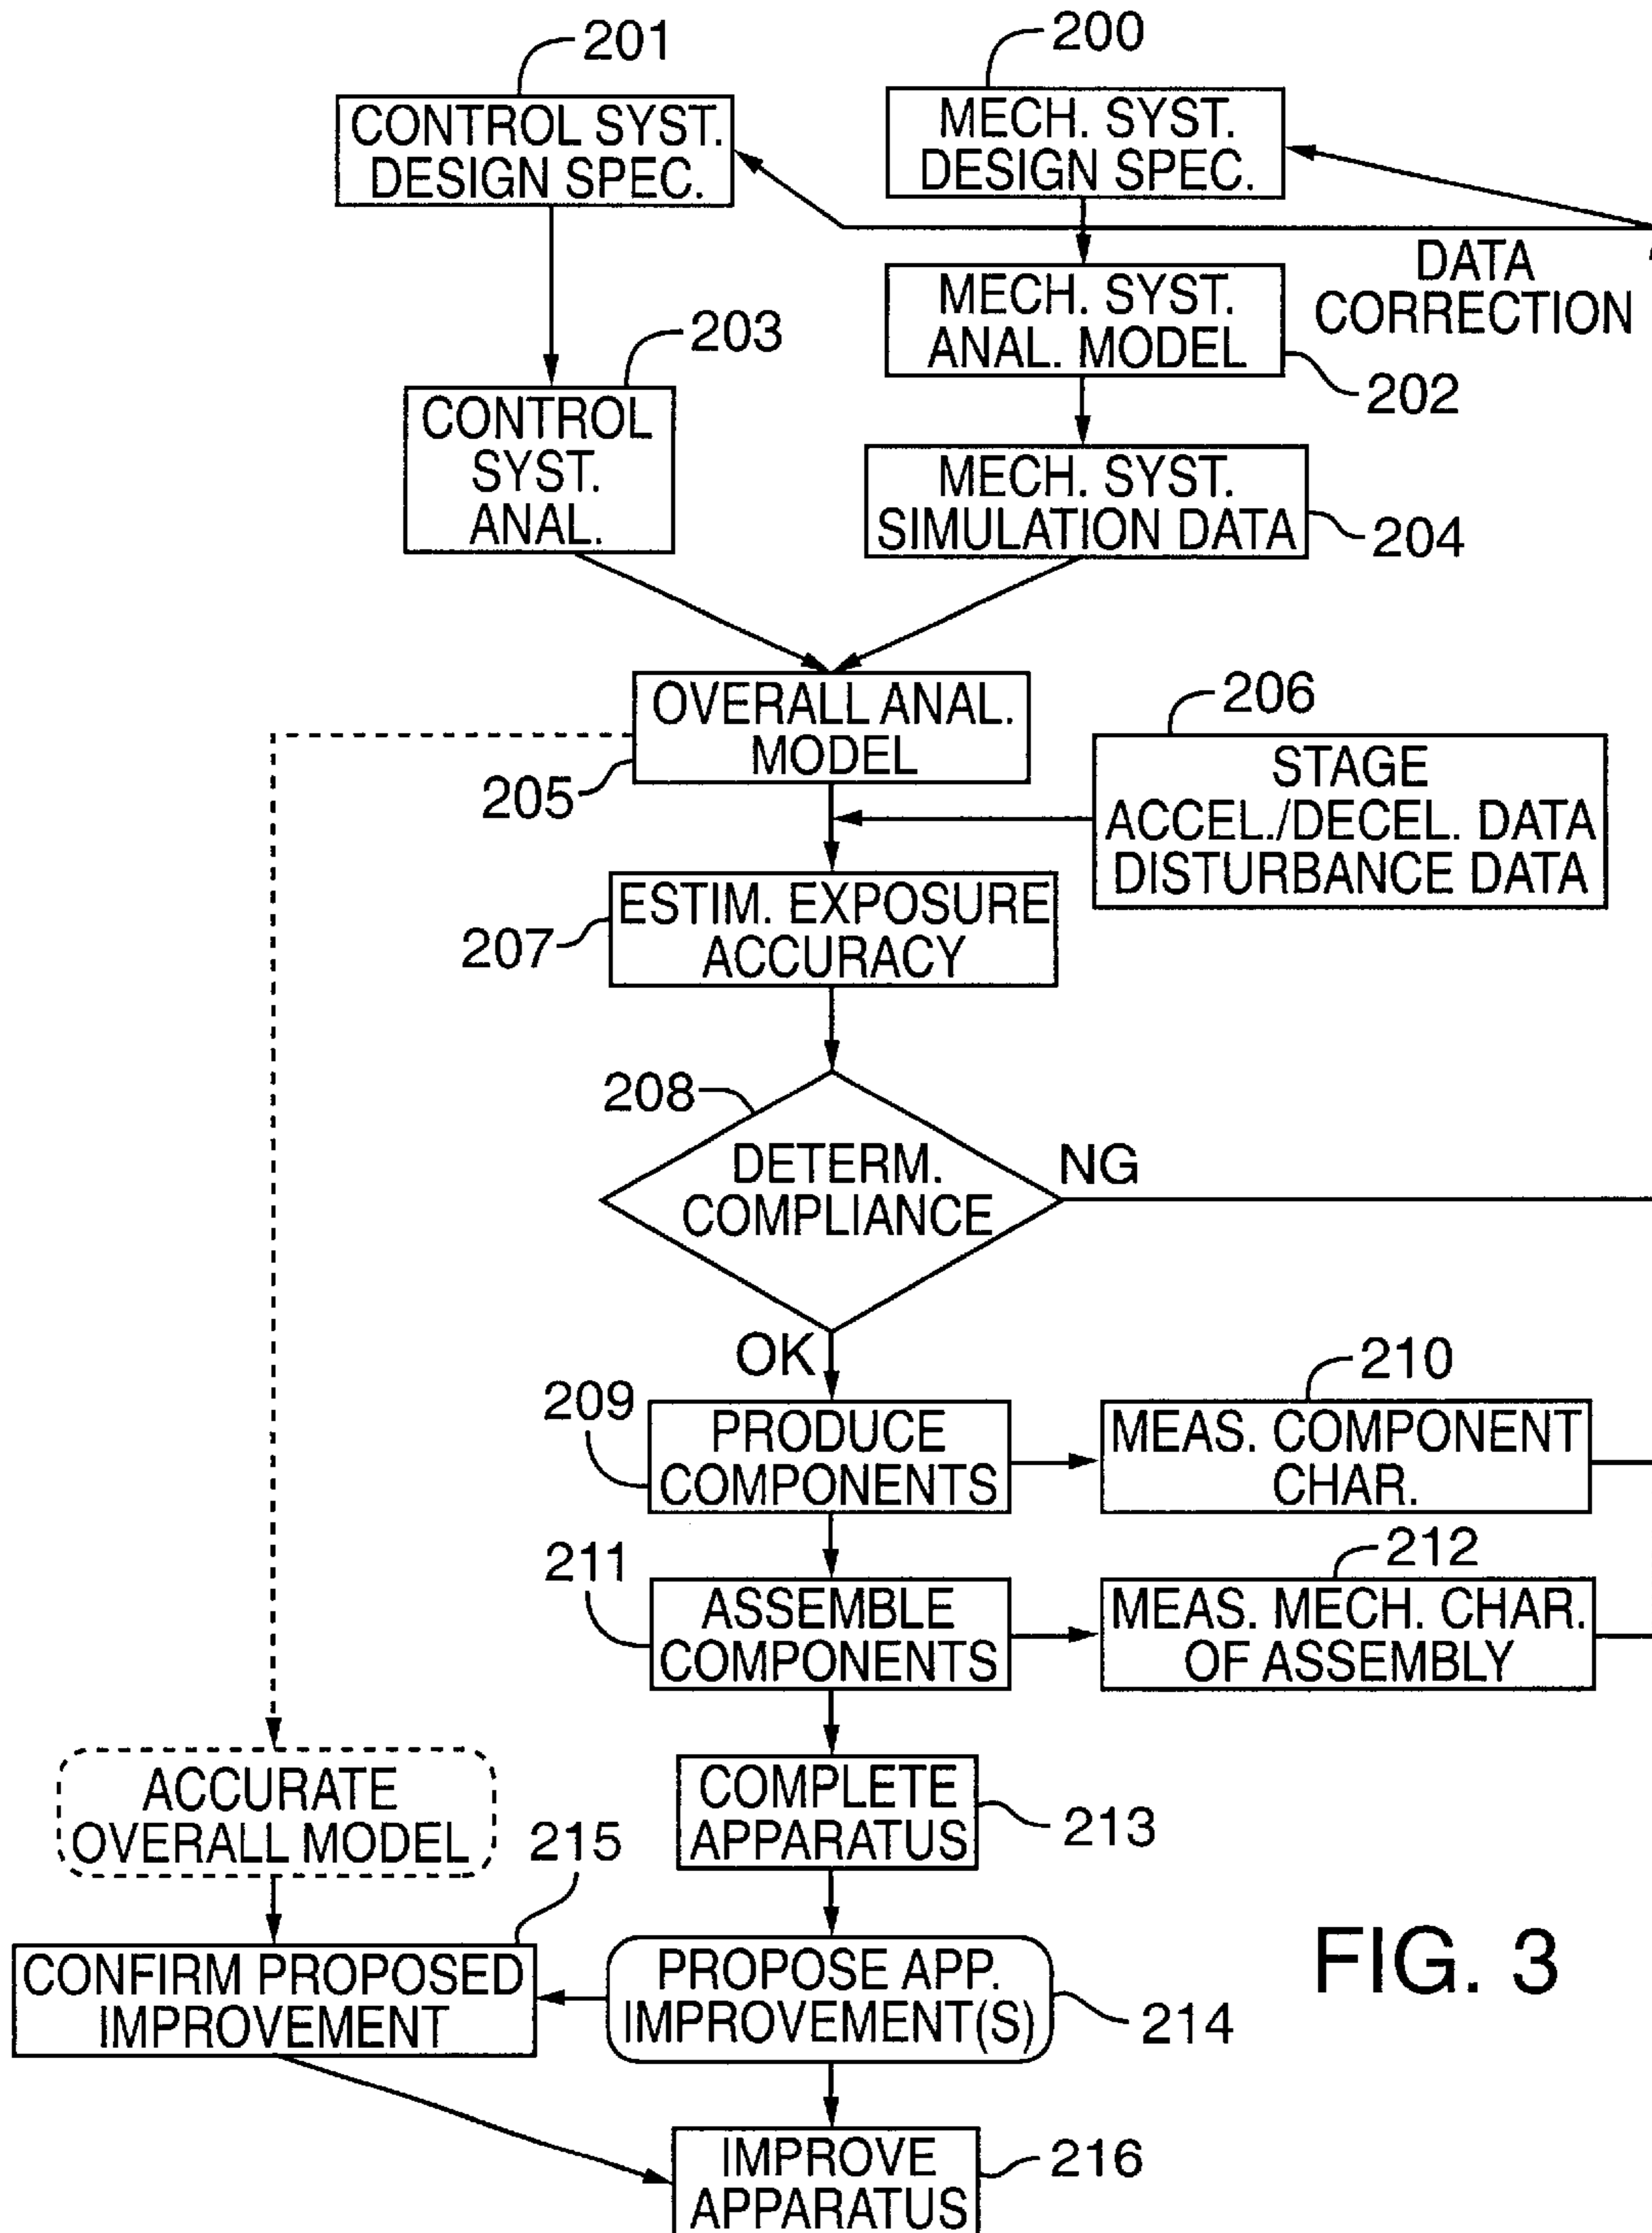 201
200
CONTROL SYST.
DESIGN SPEC.
MECH. SYST.
DESIGN SPEC.
DATA
CORRECTION
203
MECH. SYST.
ANAL. MODEL
202
CONTROL
SYST.
ANAL.
MECH. SYST.
SIMULATION DATA
204
OVERALL ANAL.
MODEL
205
206
STAGE
ACCEL./DECEL. DATA
DISTURBANCE DATA
ESTIM. EXPOSURE
ACCURACY
207
208
DETERM.
COMPLIANCE
NG
OK
209
PRODUCE
COMPONENTS
210
MEAS. COMPONENT
CHAR.
211
ASSEMBLE
COMPONENTS
212
MEAS. MECH. CHAR.
OF ASSEMBLY
ACCURATE
OVERALL MODEL
215
COMPLETE
APPARATUS
213
CONFIRM PROPOSED
IMPROVEMENT
PROPOSE APP.
IMPROVEMENT(S)
214
FIG. 3
IMPROVE
APPARATUS
216